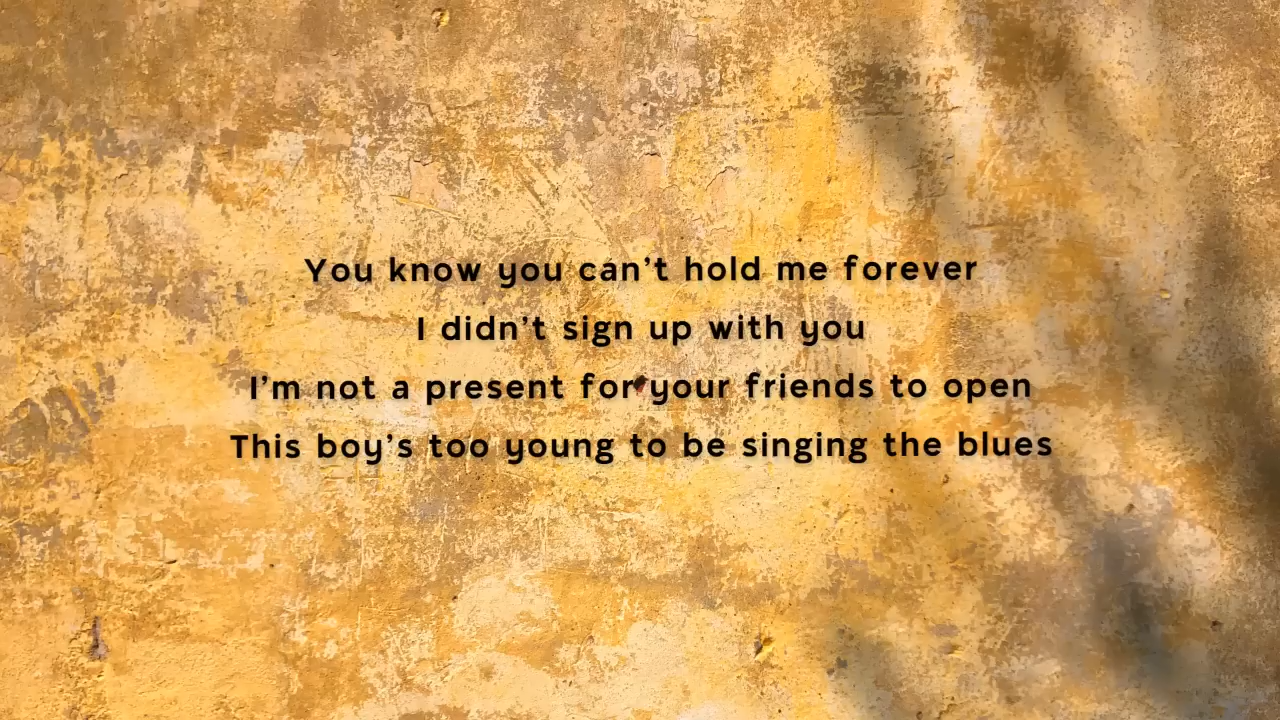 You know you can't hold me forever
I didn't sign up with you
I'm not a present for your friends to open
This boy's too young to be singing the blues